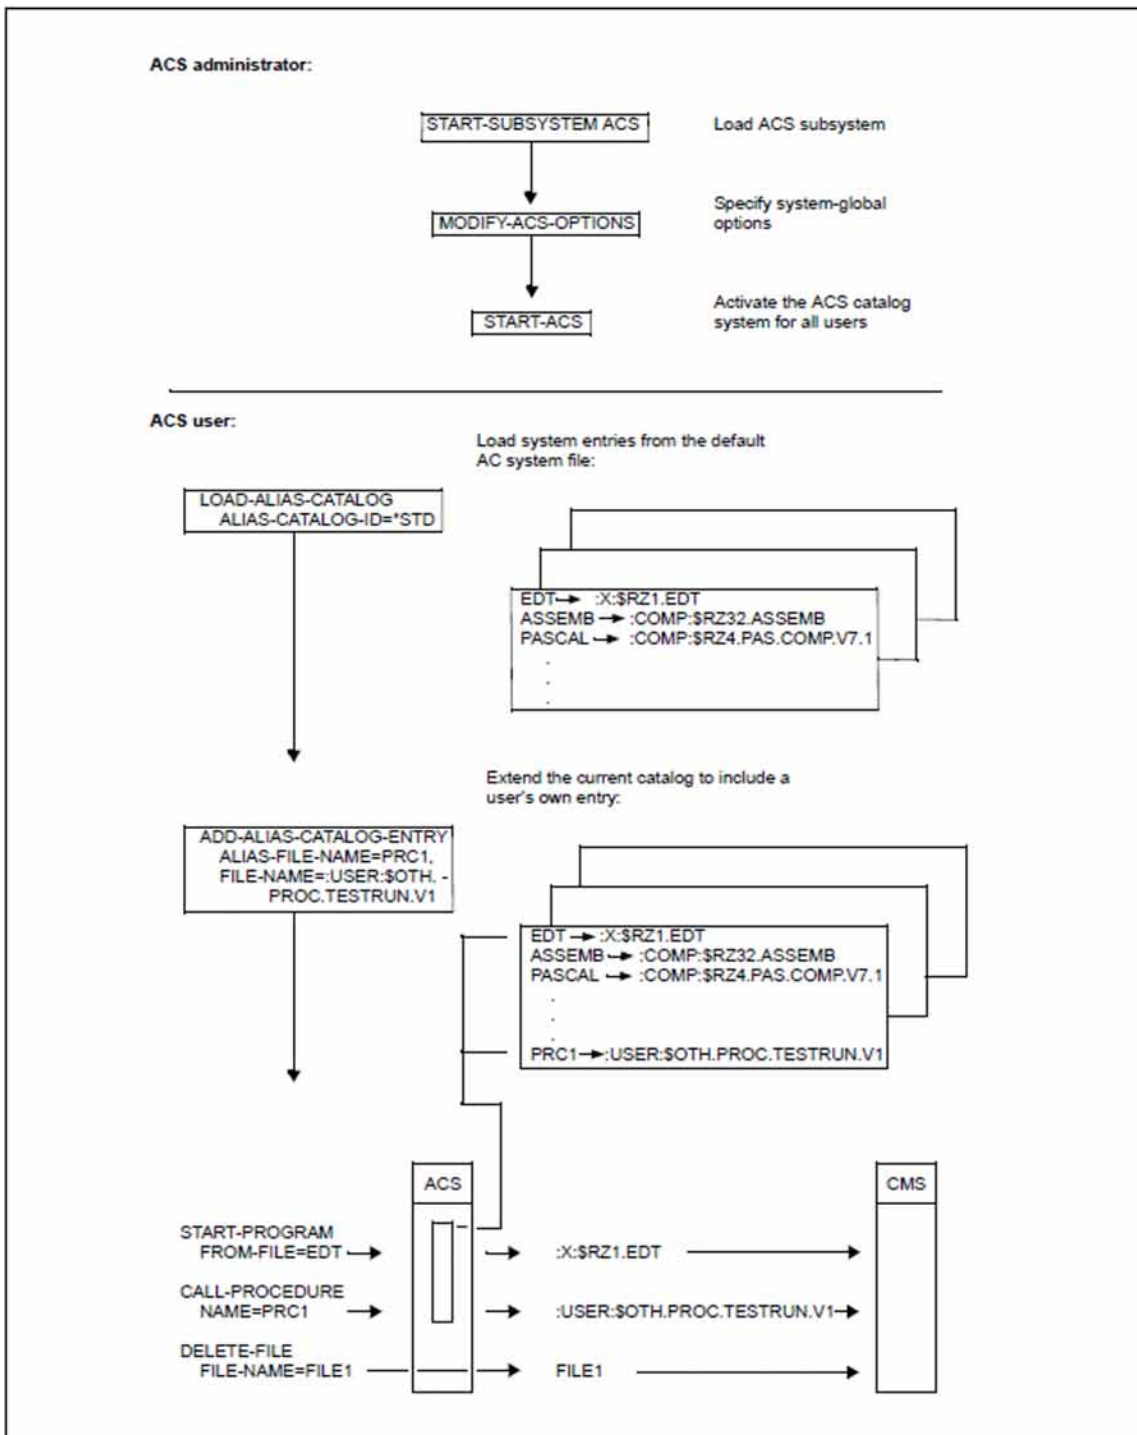 ACS administrator:
START-SUBSYSTEM ACS
Load ACS subsystem
MODIFY-ACS-OPTIONS
Specify system-global
options
START-ACS
Activate the ACS catalog
system for all users
ACS user:
Load system entries from the default
AC system file:
LOAD-ALIAS-CATALOG
ALIAS-CATALOG-ID=*STD
EDT → :X:$RZ1.EDT
ASSEMB → :COMP:$RZ32.ASSEMB
PASCAL → :COMP:$RZ4.PAS.COMP.V7.1
.
.
.
Extend the current catalog to include a
user's own entry:
ADD-ALIAS-CATALOG-ENTRY
ALIAS-FILE-NAME=PRC1,
FILE-NAME=:USER:$OTH. -
PROC.TESTRUN.V1
EDT → :X:$RZ1.EDT
ASSEMB → :COMP:$RZ32.ASSEMB
PASCAL → :COMP:$RZ4.PAS.COMP.V7.1
.
.
.
PRC1 → :USER:$OTH.PROC.TESTRUN.V1
ACS
CMS
START-PROGRAM
FROM-FILE=EDT → → :X:$RZ1.EDT →
CALL-PROCEDURE
NAME=PRC1 → → :USER:$OTH.PROC.TESTRUN.V1 →
DELETE-FILE
FILE-NAME=FILE1 → FILE1 →